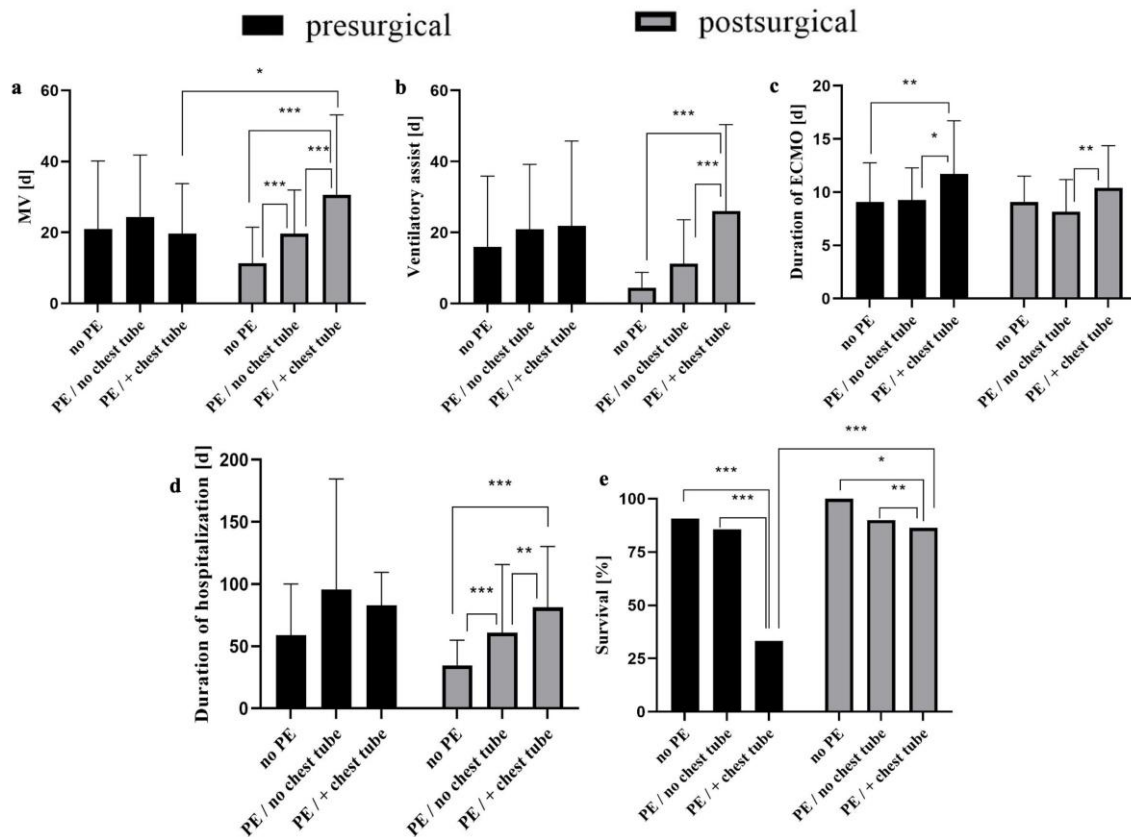 presurgical
postsurgical
a
MV [d]
60
40
20
0
*
***
***
***
no PE
PE / no chest tube
PE / + chest tube
no PE
PE / no chest tube
PE / + chest tube
b
Ventilatory assist [d]
60
40
20
0
***
***
no PE
PE / no chest tube
PE / + chest tube
no PE
PE / no chest tube
PE / + chest tube
c
Duration of ECMO [d]
20
15
10
5
0
**
*
**
no PE
PE / no chest tube
PE / + chest tube
no PE
PE / no chest tube
PE / + chest tube
d
Duration of hospitalization [d]
200
150
100
50
0
***
***
**
no PE
PE / no chest tube
PE / + chest tube
no PE
PE / no chest tube
PE / + chest tube
e
Survival [%]
100
75
50
25
0
***
***
***
*
**
no PE
PE / no chest tube
PE / + chest tube
no PE
PE / no chest tube
PE / + chest tube